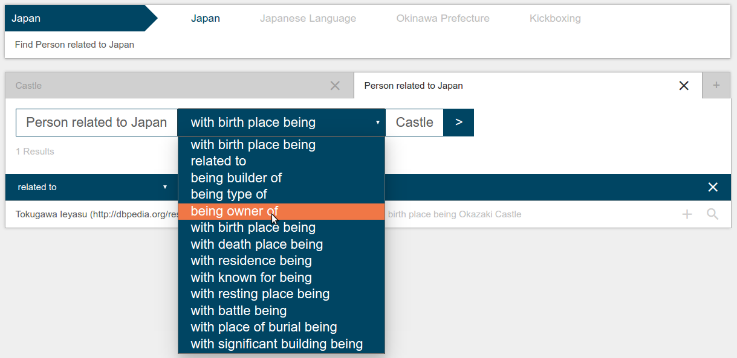 Japan Japan Japanese Language Okinawa Prefecture Kickboxing
Find Person related to Japan
Castle Person related to Japan
Person related to Japan with birth place being Castle >
1 Results
with birth place being
related to
being builder of
being type of
being owner of
with birth place being
with death place being
with residence being
with known for being
with resting place being
with battle being
with place of burial being
with significant building being
related to
Tokugawa Ieyasu (http://dbpedia.org/res birth place being Okazaki Castle